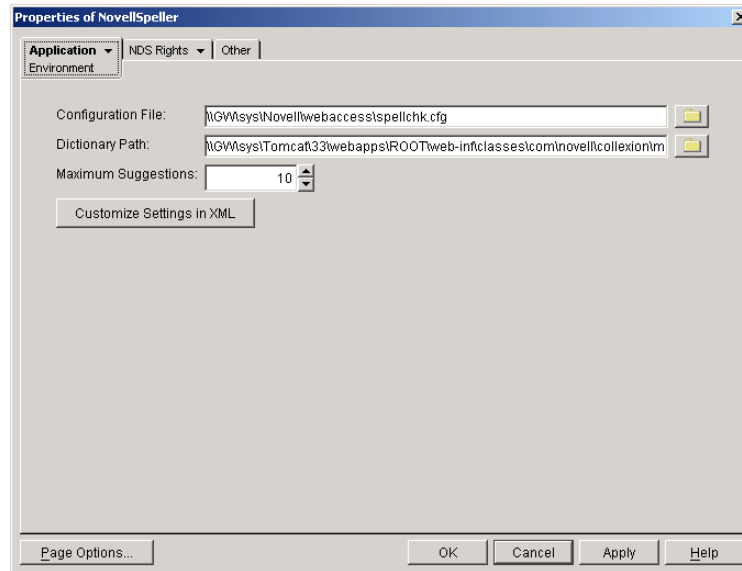 Properties of NovellSpeller
Application NDS Rights Other
Environment
Configuration File: \\GW\sys\Novell\webaccess\spellchk.cfg
Dictionary Path: \\GW\sys\Tomcat\33\webapps\ROOT\web-inf\classes\com\novell\collexion\m
Maximum Suggestions: 10
Customize Settings in XML
Page Options... OK Cancel Apply Help